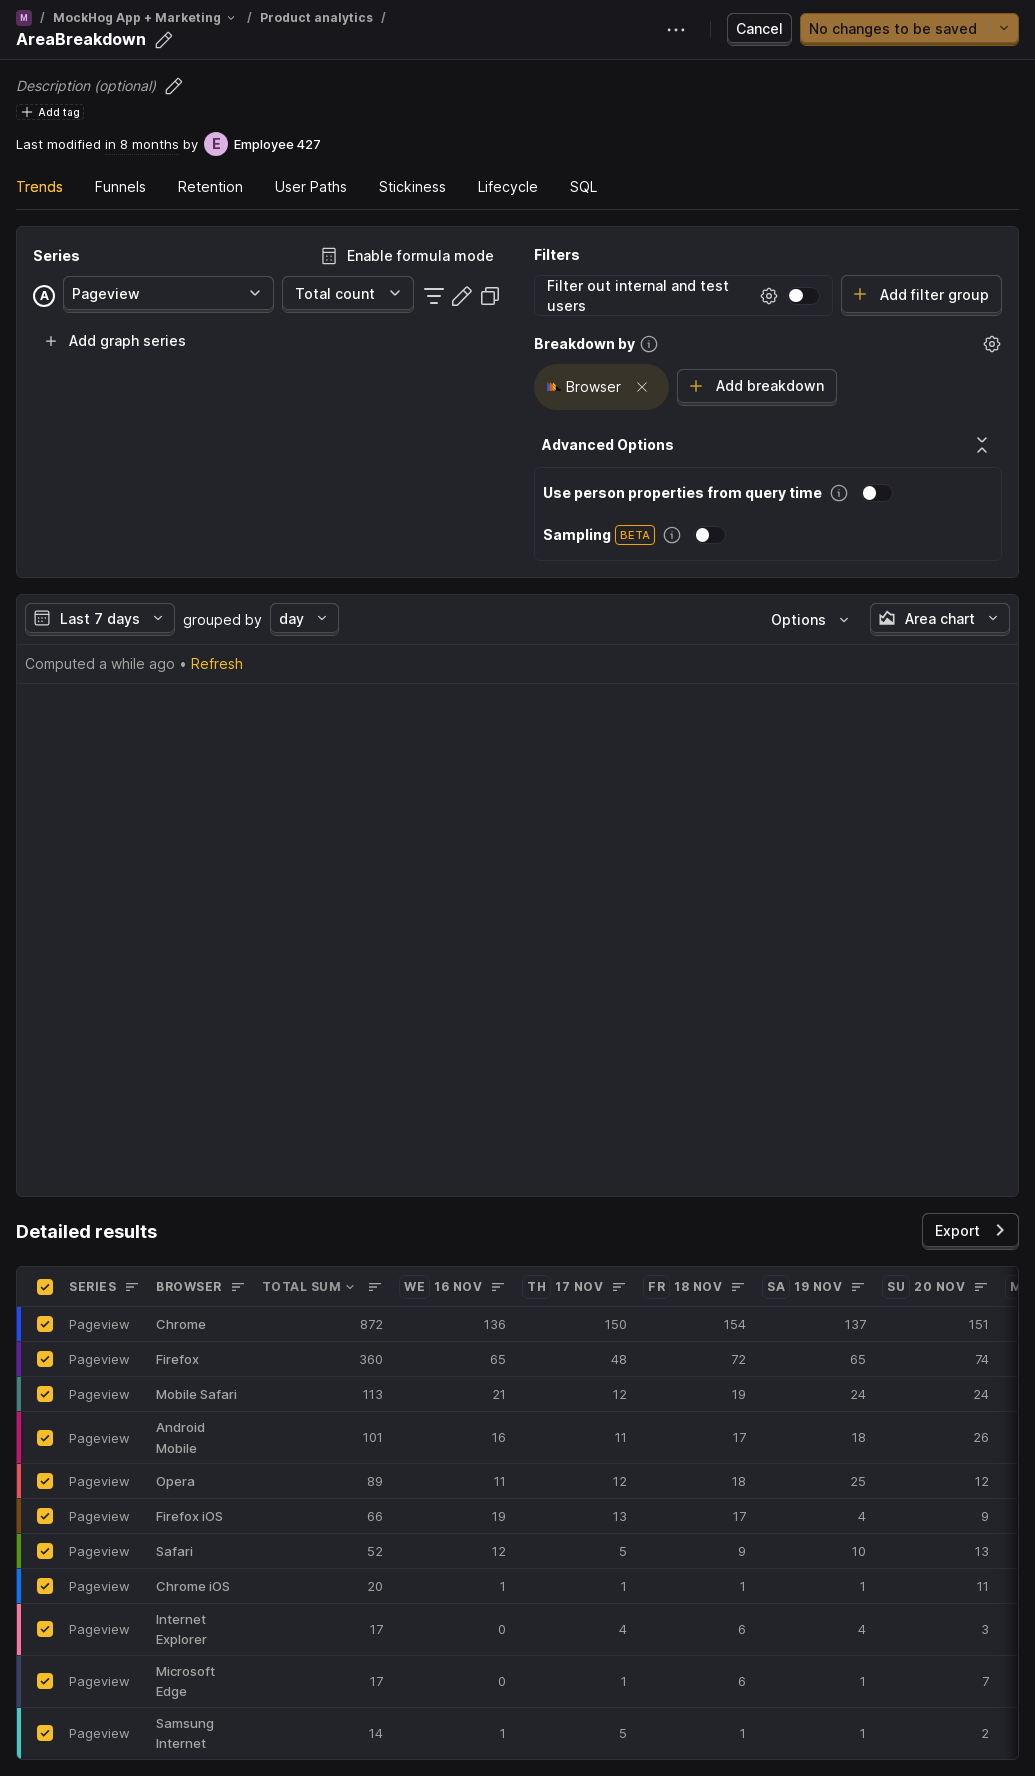 M / MockHog App + Marketing / Product analytics /
AreaBreakdown
Cancel
No changes to be saved
Description (optional)
Add tag
Last modified in 8 months by E Employee 427
Trends Funnels Retention User Paths Stickiness Lifecycle SQL
Series
Enable formula mode
A Pageview Total count
Add graph series
Filters
Filter out internal and test
users
Add filter group
Breakdown by
Browser
Add breakdown
Advanced Options
Use person properties from query time
Sampling BETA
Last 7 days grouped by day Options Area chart
Computed a while ago • Refresh
Detailed results
Export
SERIES BROWSER TOTAL SUM WE 16 NOV TH 17 NOV FR 18 NOV SA 19 NOV SU 20 NOV
Pageview Chrome 872 136 150 154 137 151
Pageview Firefox 360 65 48 72 65 74
Pageview Mobile Safari 113 21 12 19 24 24
Pageview Android Mobile 101 16 11 17 18 26
Pageview Opera 89 11 12 18 25 12
Pageview Firefox iOS 66 19 13 17 4 9
Pageview Safari 52 12 5 9 10 13
Pageview Chrome iOS 20 1 1 1 1 11
Pageview Internet Explorer 17 0 4 6 4 3
Pageview Microsoft Edge 17 0 1 6 1 7
Pageview Samsung Internet 14 1 5 1 1 2